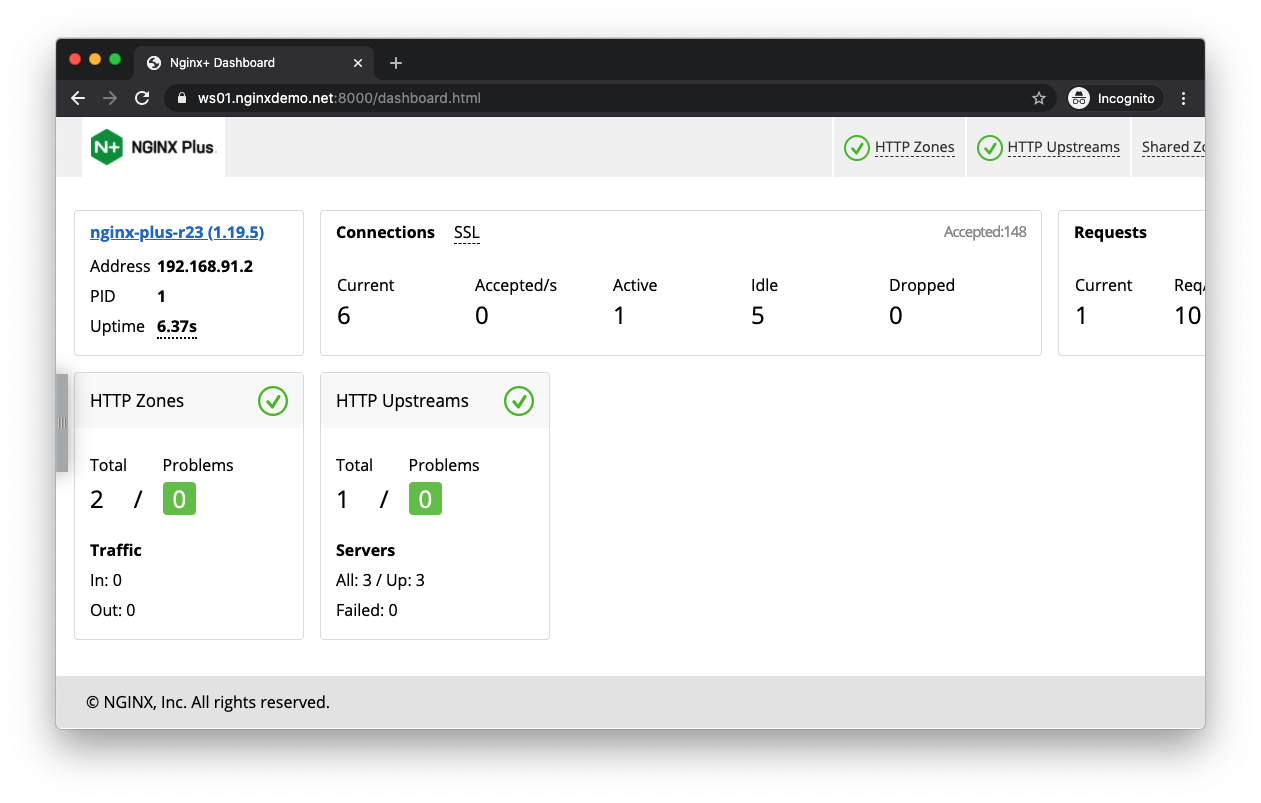 Nginx+ Dashboard
ws01.nginxdemo.net:8000/dashboard.html
Incognito
N+ NGINX Plus
HTTP Zones
HTTP Upstreams
Shared Zo
nginx-plus-r23 (1.19.5)
Address 192.168.91.2
PID 1
Uptime 6.37s
Connections SSL Accepted:148
Current Accepted/s Active Idle Dropped
6 0 1 5 0
Requests
Current Req/
1 10
HTTP Zones
Total Problems
2 / 0
Traffic
In: 0
Out: 0
HTTP Upstreams
Total Problems
1 / 0
Servers
All: 3 / Up: 3
Failed: 0
© NGINX, Inc. All rights reserved.